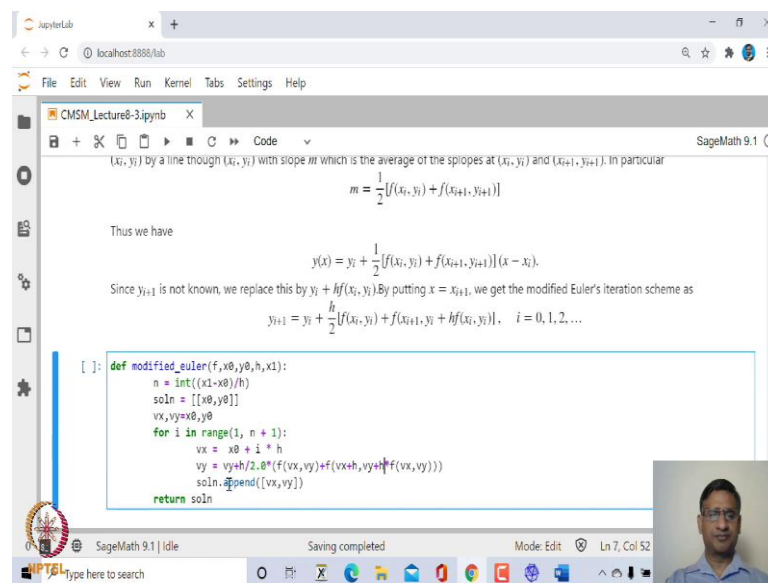 JupyterLab
localhost:8888/lab
File Edit View Run Kernel Tabs Settings Help
CMSM_Lecture8-3.ipynb
Code
SageMath 9.1
(xᵢ, yᵢ) by a line though (xᵢ, yᵢ) with slope m which is the average of the splopes at (xᵢ, yᵢ) and (xᵢ₊₁, yᵢ₊₁). In particular
m = 1/2 [f(xᵢ, yᵢ) + f(xᵢ₊₁, yᵢ₊₁)]
Thus we have
y(x) = yᵢ + 1/2 [f(xᵢ, yᵢ) + f(xᵢ₊₁, yᵢ₊₁)] (x − xᵢ).
Since yᵢ₊₁ is not known, we replace this by yᵢ + hf(xᵢ, yᵢ).By putting x = xᵢ₊₁, we get the modified Euler's iteration scheme as
yᵢ₊₁ = yᵢ + h/2 [f(xᵢ, yᵢ) + f(xᵢ₊₁, yᵢ + hf(xᵢ, yᵢ)] , i = 0, 1, 2, …
[ ]: def modified_euler(f,x0,y0,h,x1):
n = int((x1-x0)/h)
soln = [[x0,y0]]
vx,vy=x0,y0
for i in range(1, n + 1):
vx = x0 + i * h
vy = vy+h/2.0*(f(vx,vy)+f(vx+h,vy+h*f(vx,vy)))
soln.append([vx,vy])
return soln
SageMath 9.1 | Idle Saving completed Mode: Edit Ln 7, Col 52
NPTEL
Type here to search